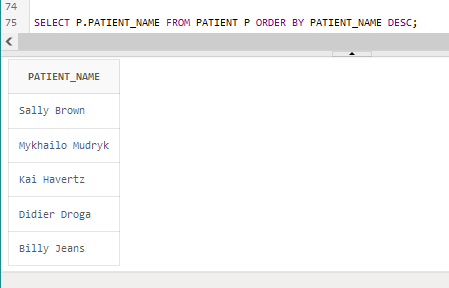 74
75 SELECT P.PATIENT_NAME FROM PATIENT P ORDER BY PATIENT_NAME DESC;
PATIENT_NAME
Sally Brown
Mykhailo Mudryk
Kai Havertz
Didier Droga
Billy Jeans